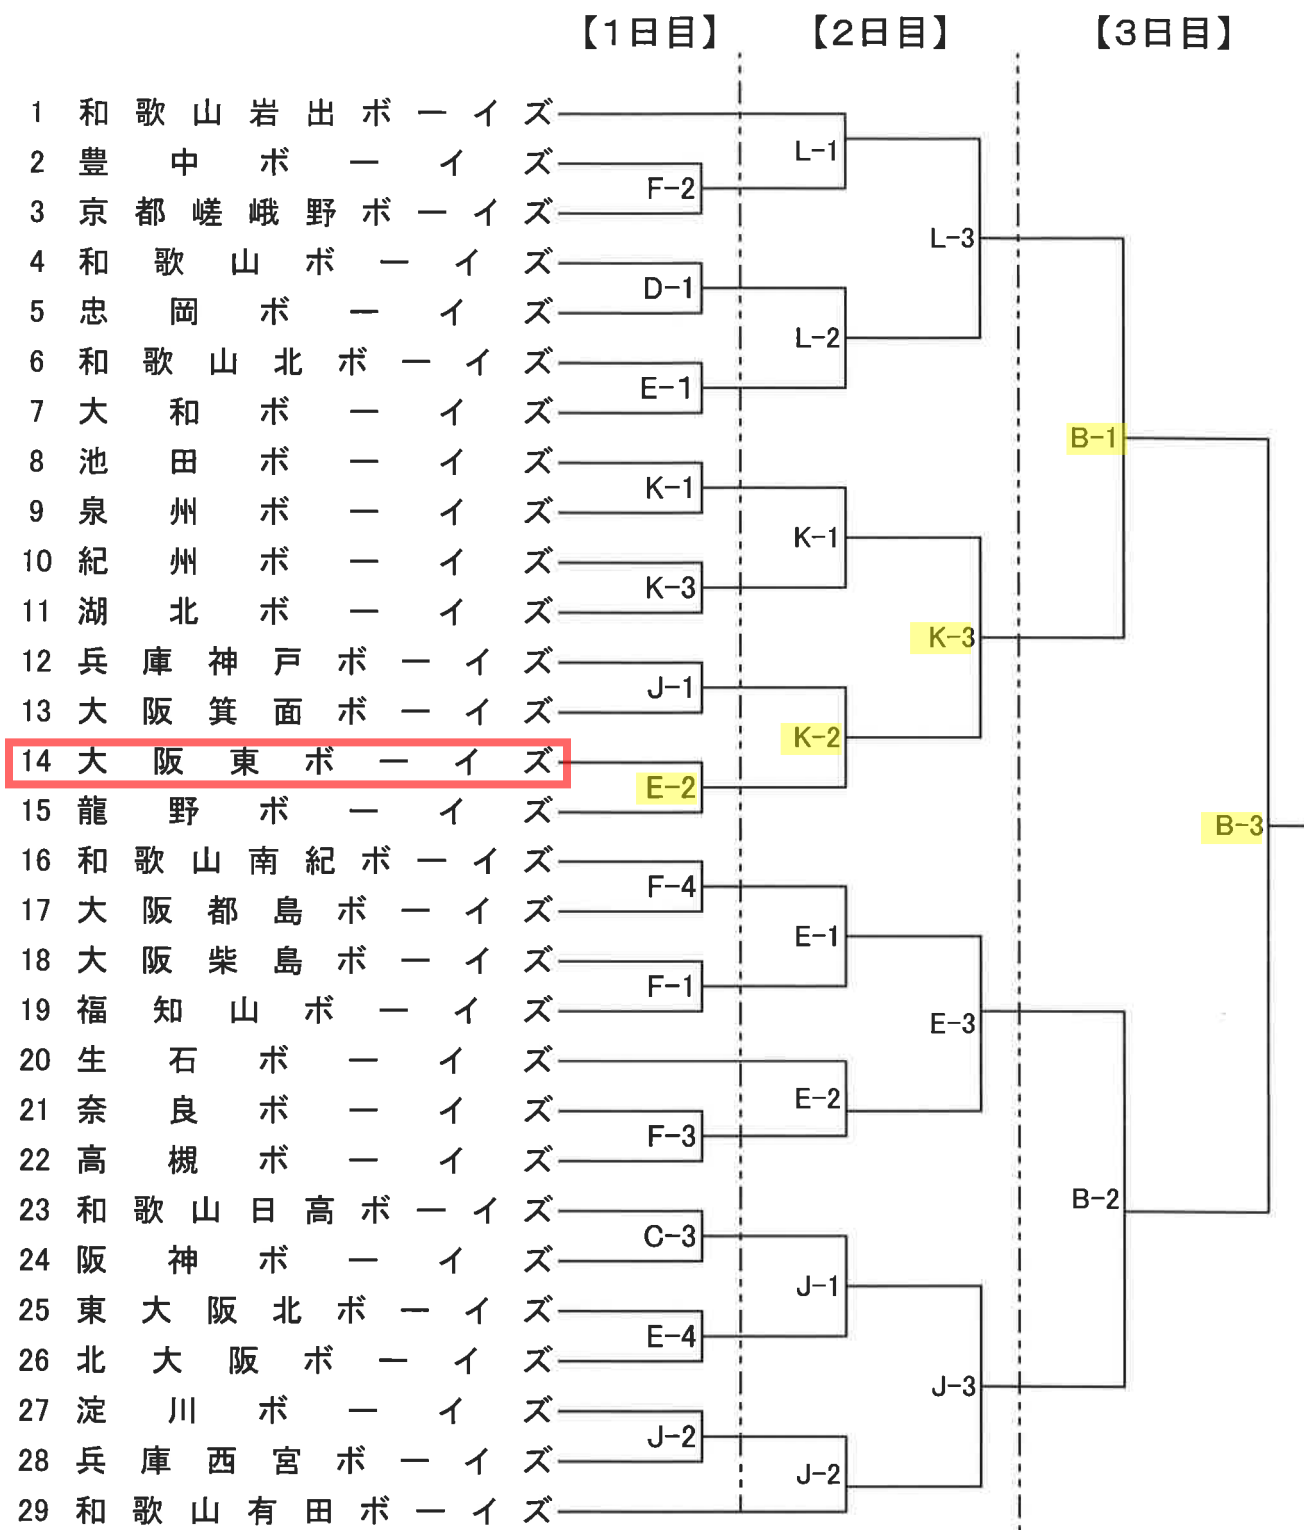 【1日目】 【2日目】 【3日目】
1 和歌山岩出ボーイズ
L-1
2 豊中ボーイズ
F-2
3 京都嵯峨野ボーイズ
L-3
4 和歌山ボーイズ
D-1
5 忠岡ボーイズ
L-2
6 和歌山北ボーイズ
E-1
7 大和ボーイズ
B-1
8 池田ボーイズ
K-1
9 泉州ボーイズ
K-1
10 紀州ボーイズ
K-3
11 湖北ボーイズ
K-3
12 兵庫神戸ボーイズ
J-1
13 大阪箕面ボーイズ
K-2
14 大阪東ボーイズ
E-2
15 龍野ボーイズ
B-3
16 和歌山南紀ボーイズ
F-4
17 大阪都島ボーイズ
E-1
18 大阪柴島ボーイズ
F-1
19 福知山ボーイズ
E-3
20 生石ボーイズ
E-2
21 奈良ボーイズ
F-3
22 高槻ボーイズ
B-2
23 和歌山日高ボーイズ
C-3
24 阪神ボーイズ
J-1
25 東大阪北ボーイズ
E-4
26 北大阪ボーイズ
J-3
27 淀川ボーイズ
J-2
28 兵庫西宮ボーイズ
J-2
29 和歌山有田ボーイズ